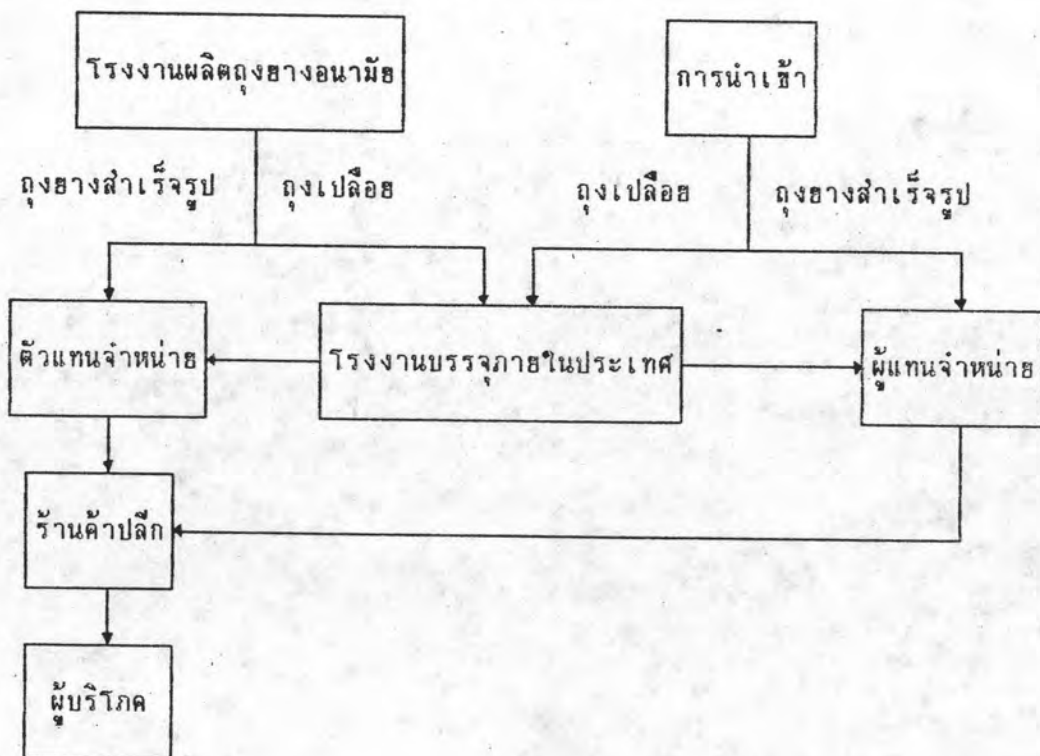 โรงงานผลิตถุงยางอนามัย
การนำเข้า
ถุงยางสำเร็จรูป
ถุงเปลือย
ถุงเปลือย
ถุงยางสำเร็จรูป
ตัวแทนจำหน่าย
โรงงานบรรจุภายในประเทศ
ผู้แทนจำหน่าย
ร้านค้าปลีก
ผู้บริโภค